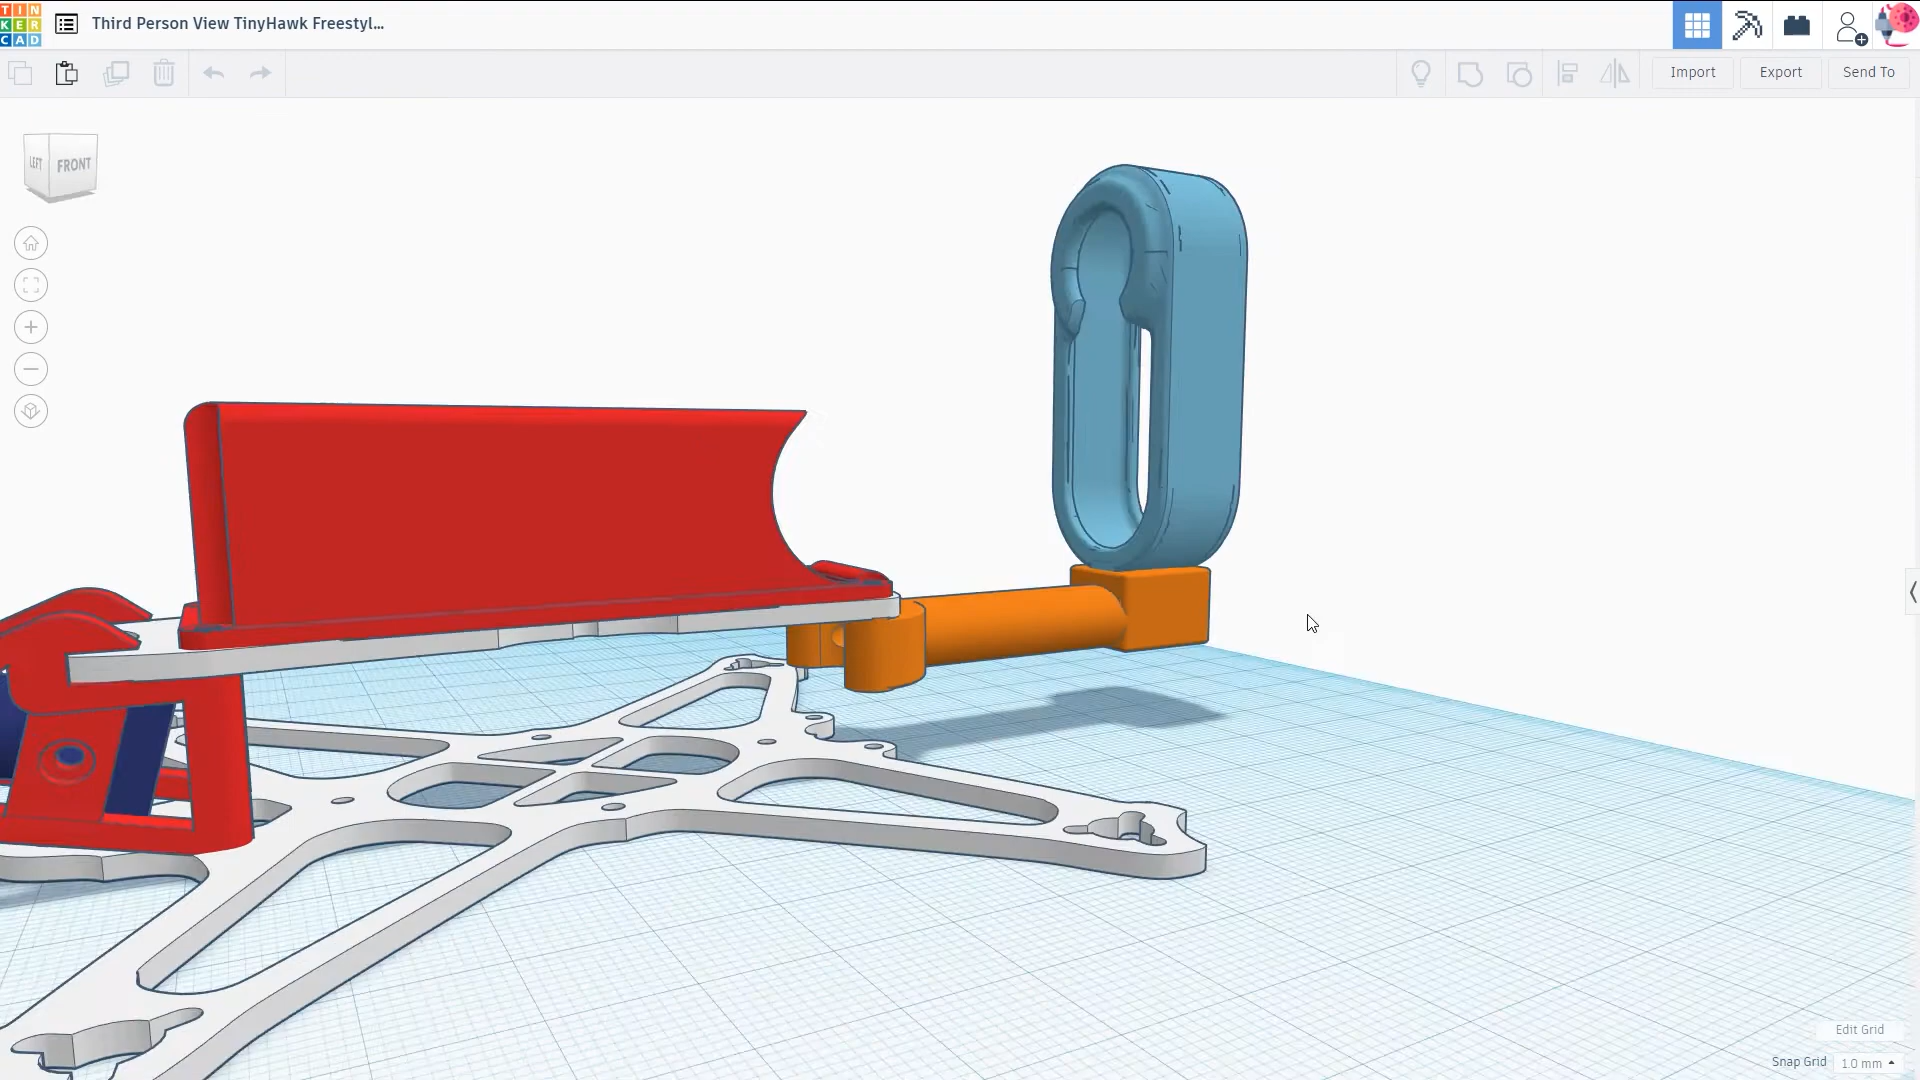 TIN
KER
CAD
Third Person View TinyHawk Freestyl...
Import
Export
Send To
LEFT
FRONT
Edit Grid
Snap Grid
1.0 mm